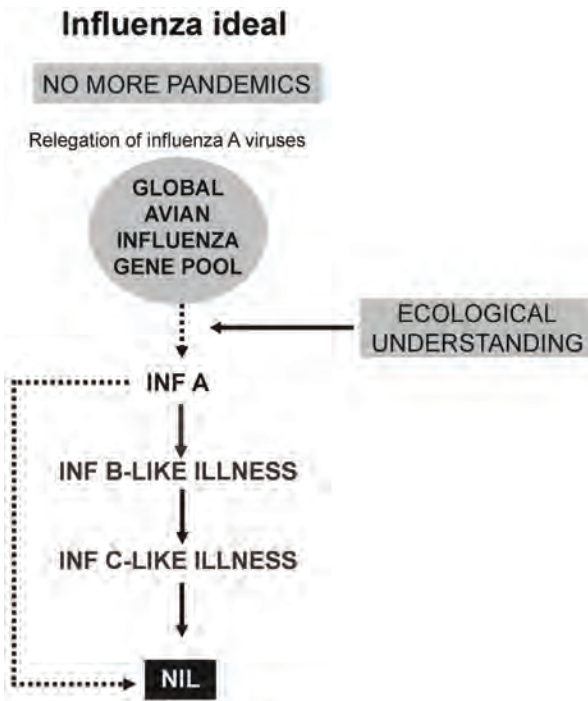 Influenza ideal
NO MORE PANDEMICS
Relegation of influenza A viruses
GLOBAL
AVIAN
INFLUENZA
GENE POOL
ECOLOGICAL
UNDERSTANDING
INF A
INF B-LIKE ILLNESS
INF C-LIKE ILLNESS
NIL